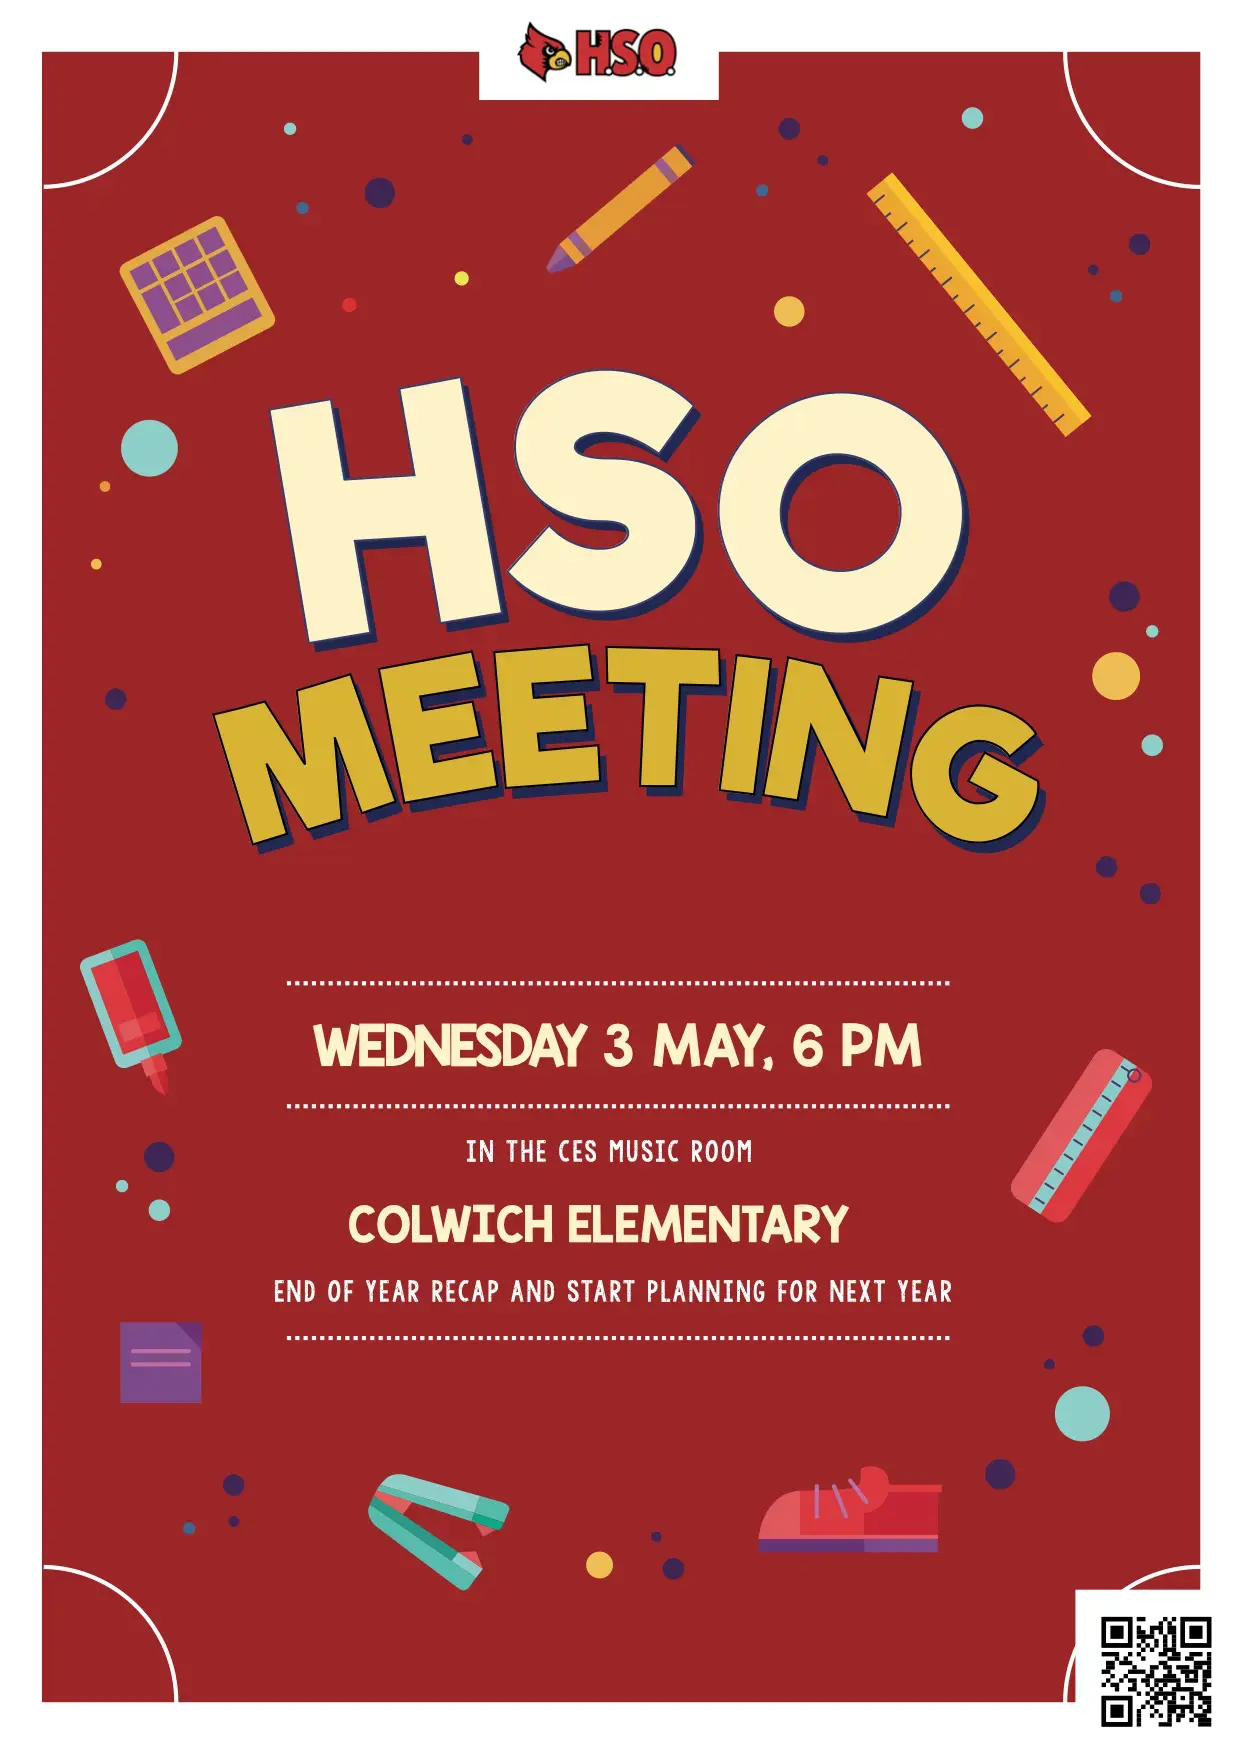 H.S.O.
HSO
MEETING
WEDNESDAY 3 MAY, 6 PM
IN THE CES MUSIC ROOM
COLWICH ELEMENTARY
END OF YEAR RECAP AND START PLANNING FOR NEXT YEAR